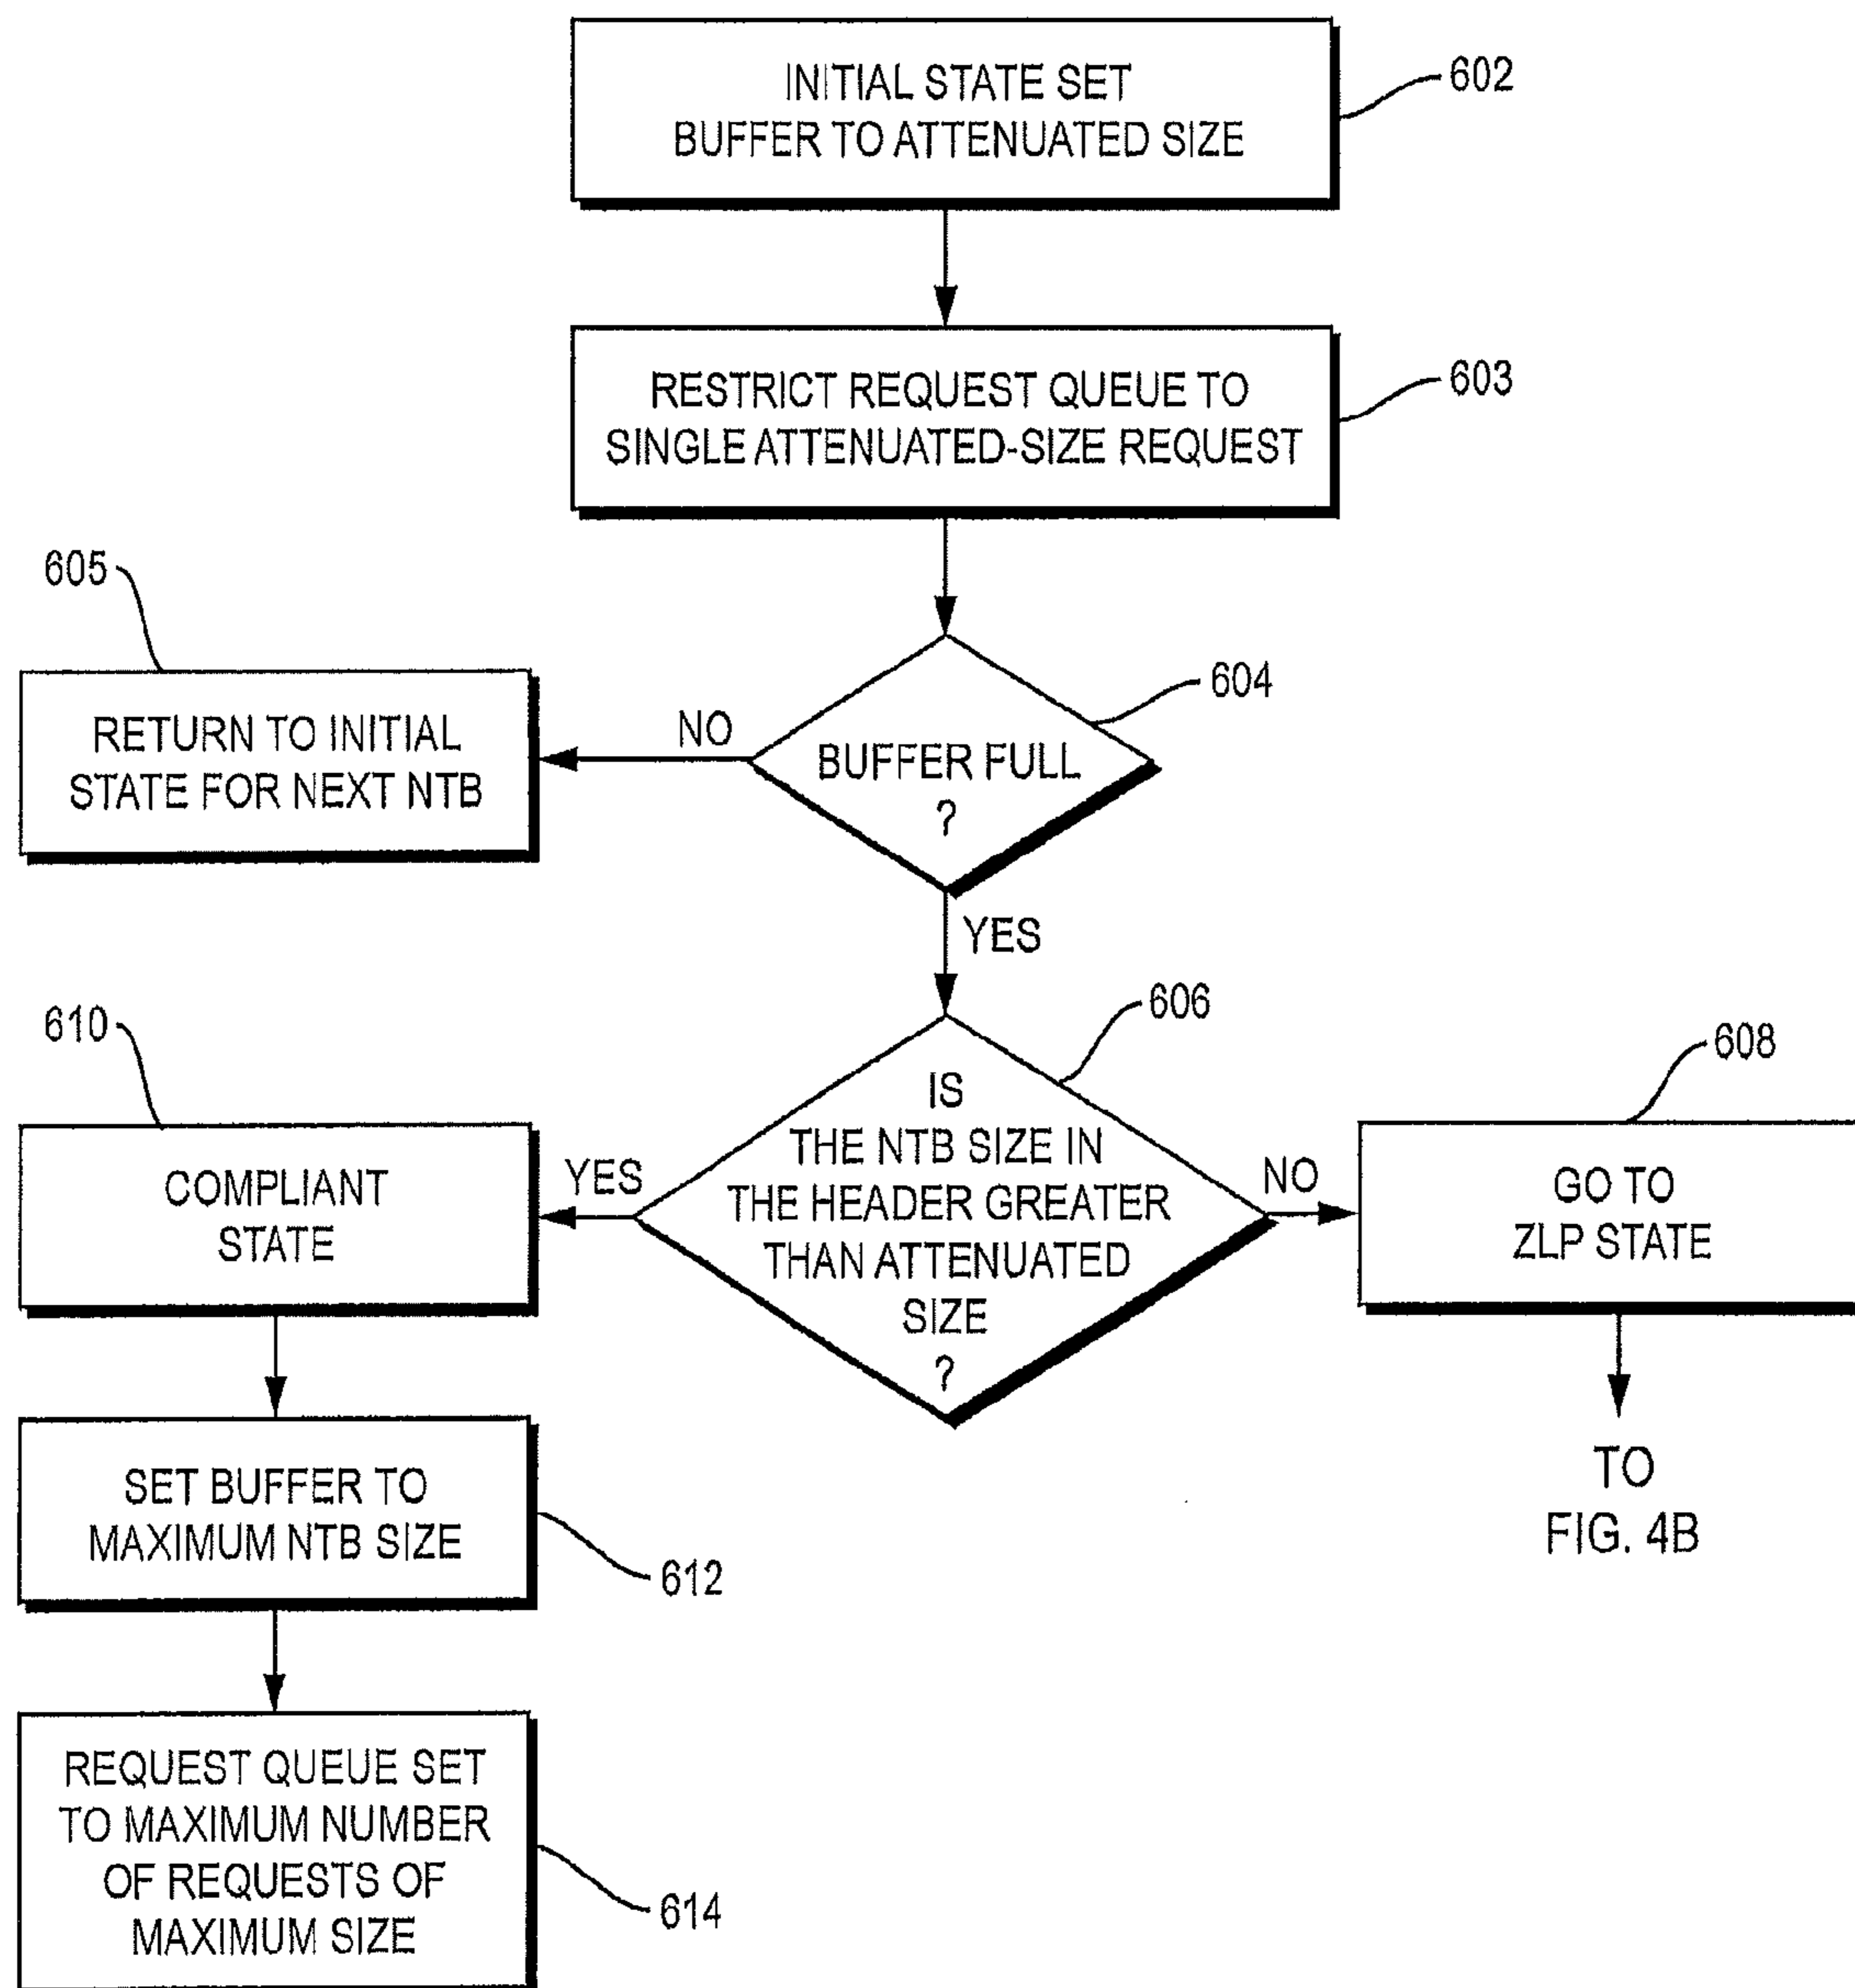 INITIAL STATE SET
BUFFER TO ATTENUATED SIZE
602
RESTRICT REQUEST QUEUE TO
SINGLE ATTENUATED-SIZE REQUEST
603
605
RETURN TO INITIAL
STATE FOR NEXT NTB
NO
604
BUFFER FULL
?
YES
606
610
608
COMPLIANT
STATE
YES
IS
THE NTB SIZE IN
THE HEADER GREATER
THAN ATTENUATED
SIZE
?
NO
GO TO
ZLP STATE
TO
FIG. 4B
SET BUFFER TO
MAXIMUM NTB SIZE
612
REQUEST QUEUE SET
TO MAXIMUM NUMBER
OF REQUESTS OF
MAXIMUM SIZE
614